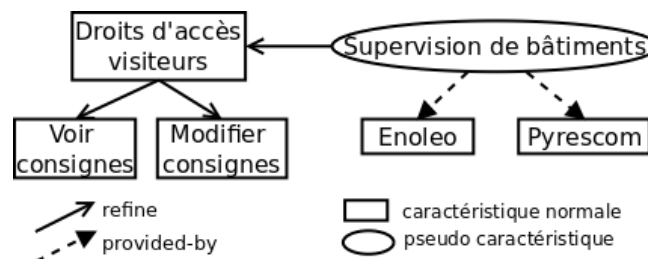 Droits d'accès
visiteurs
Supervision de bâtiments
Voir
consignes
Modifier
consignes
Enoleo
Pyrescom
refine
provided-by
caractéristique normale
pseudo caractéristique